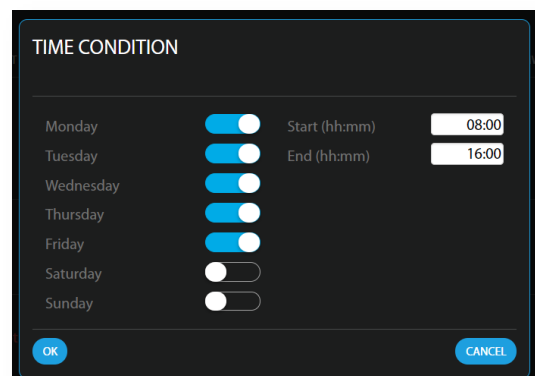 TIME CONDITION
Monday Start (hh:mm) 08:00
Tuesday End (hh:mm) 16:00
Wednesday
Thursday
Friday
Saturday
Sunday
OK CANCEL